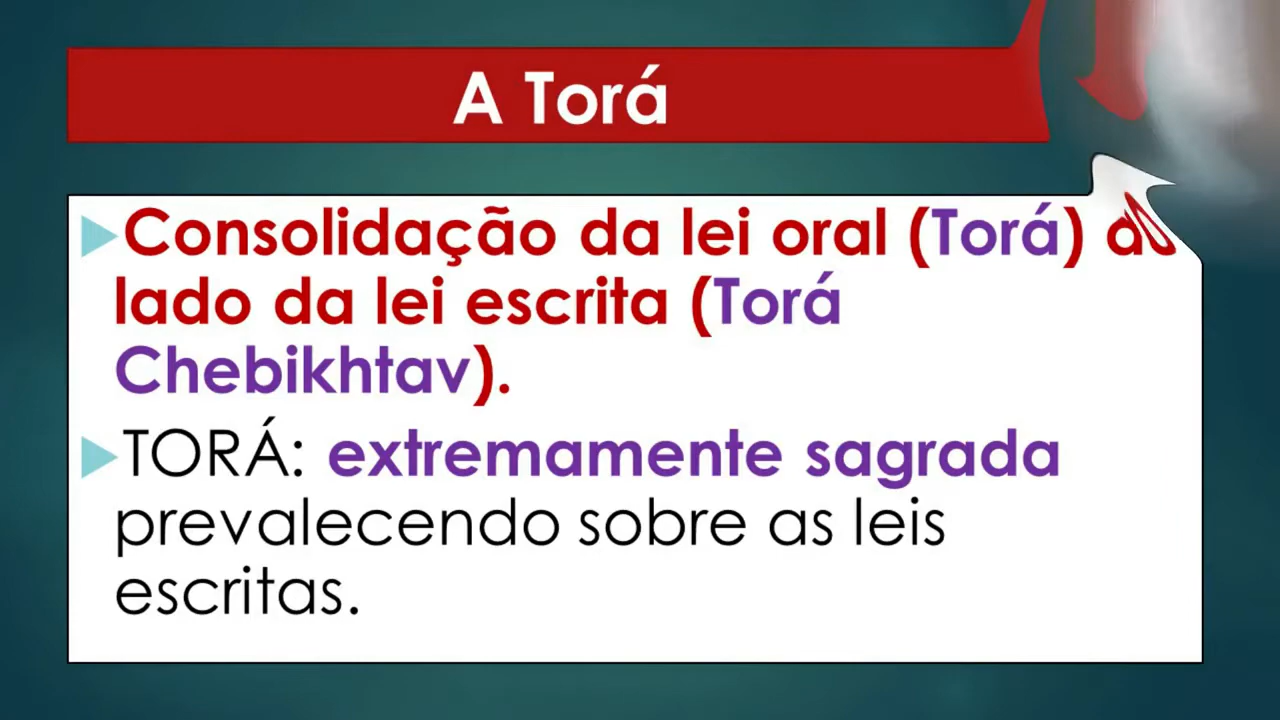 A Torá
Consolidação da lei oral (Torá) ao
lado da lei escrita (Torá
Chebikhtav).
TORÁ: extremamente sagrada
prevalecendo sobre as leis
escritas.